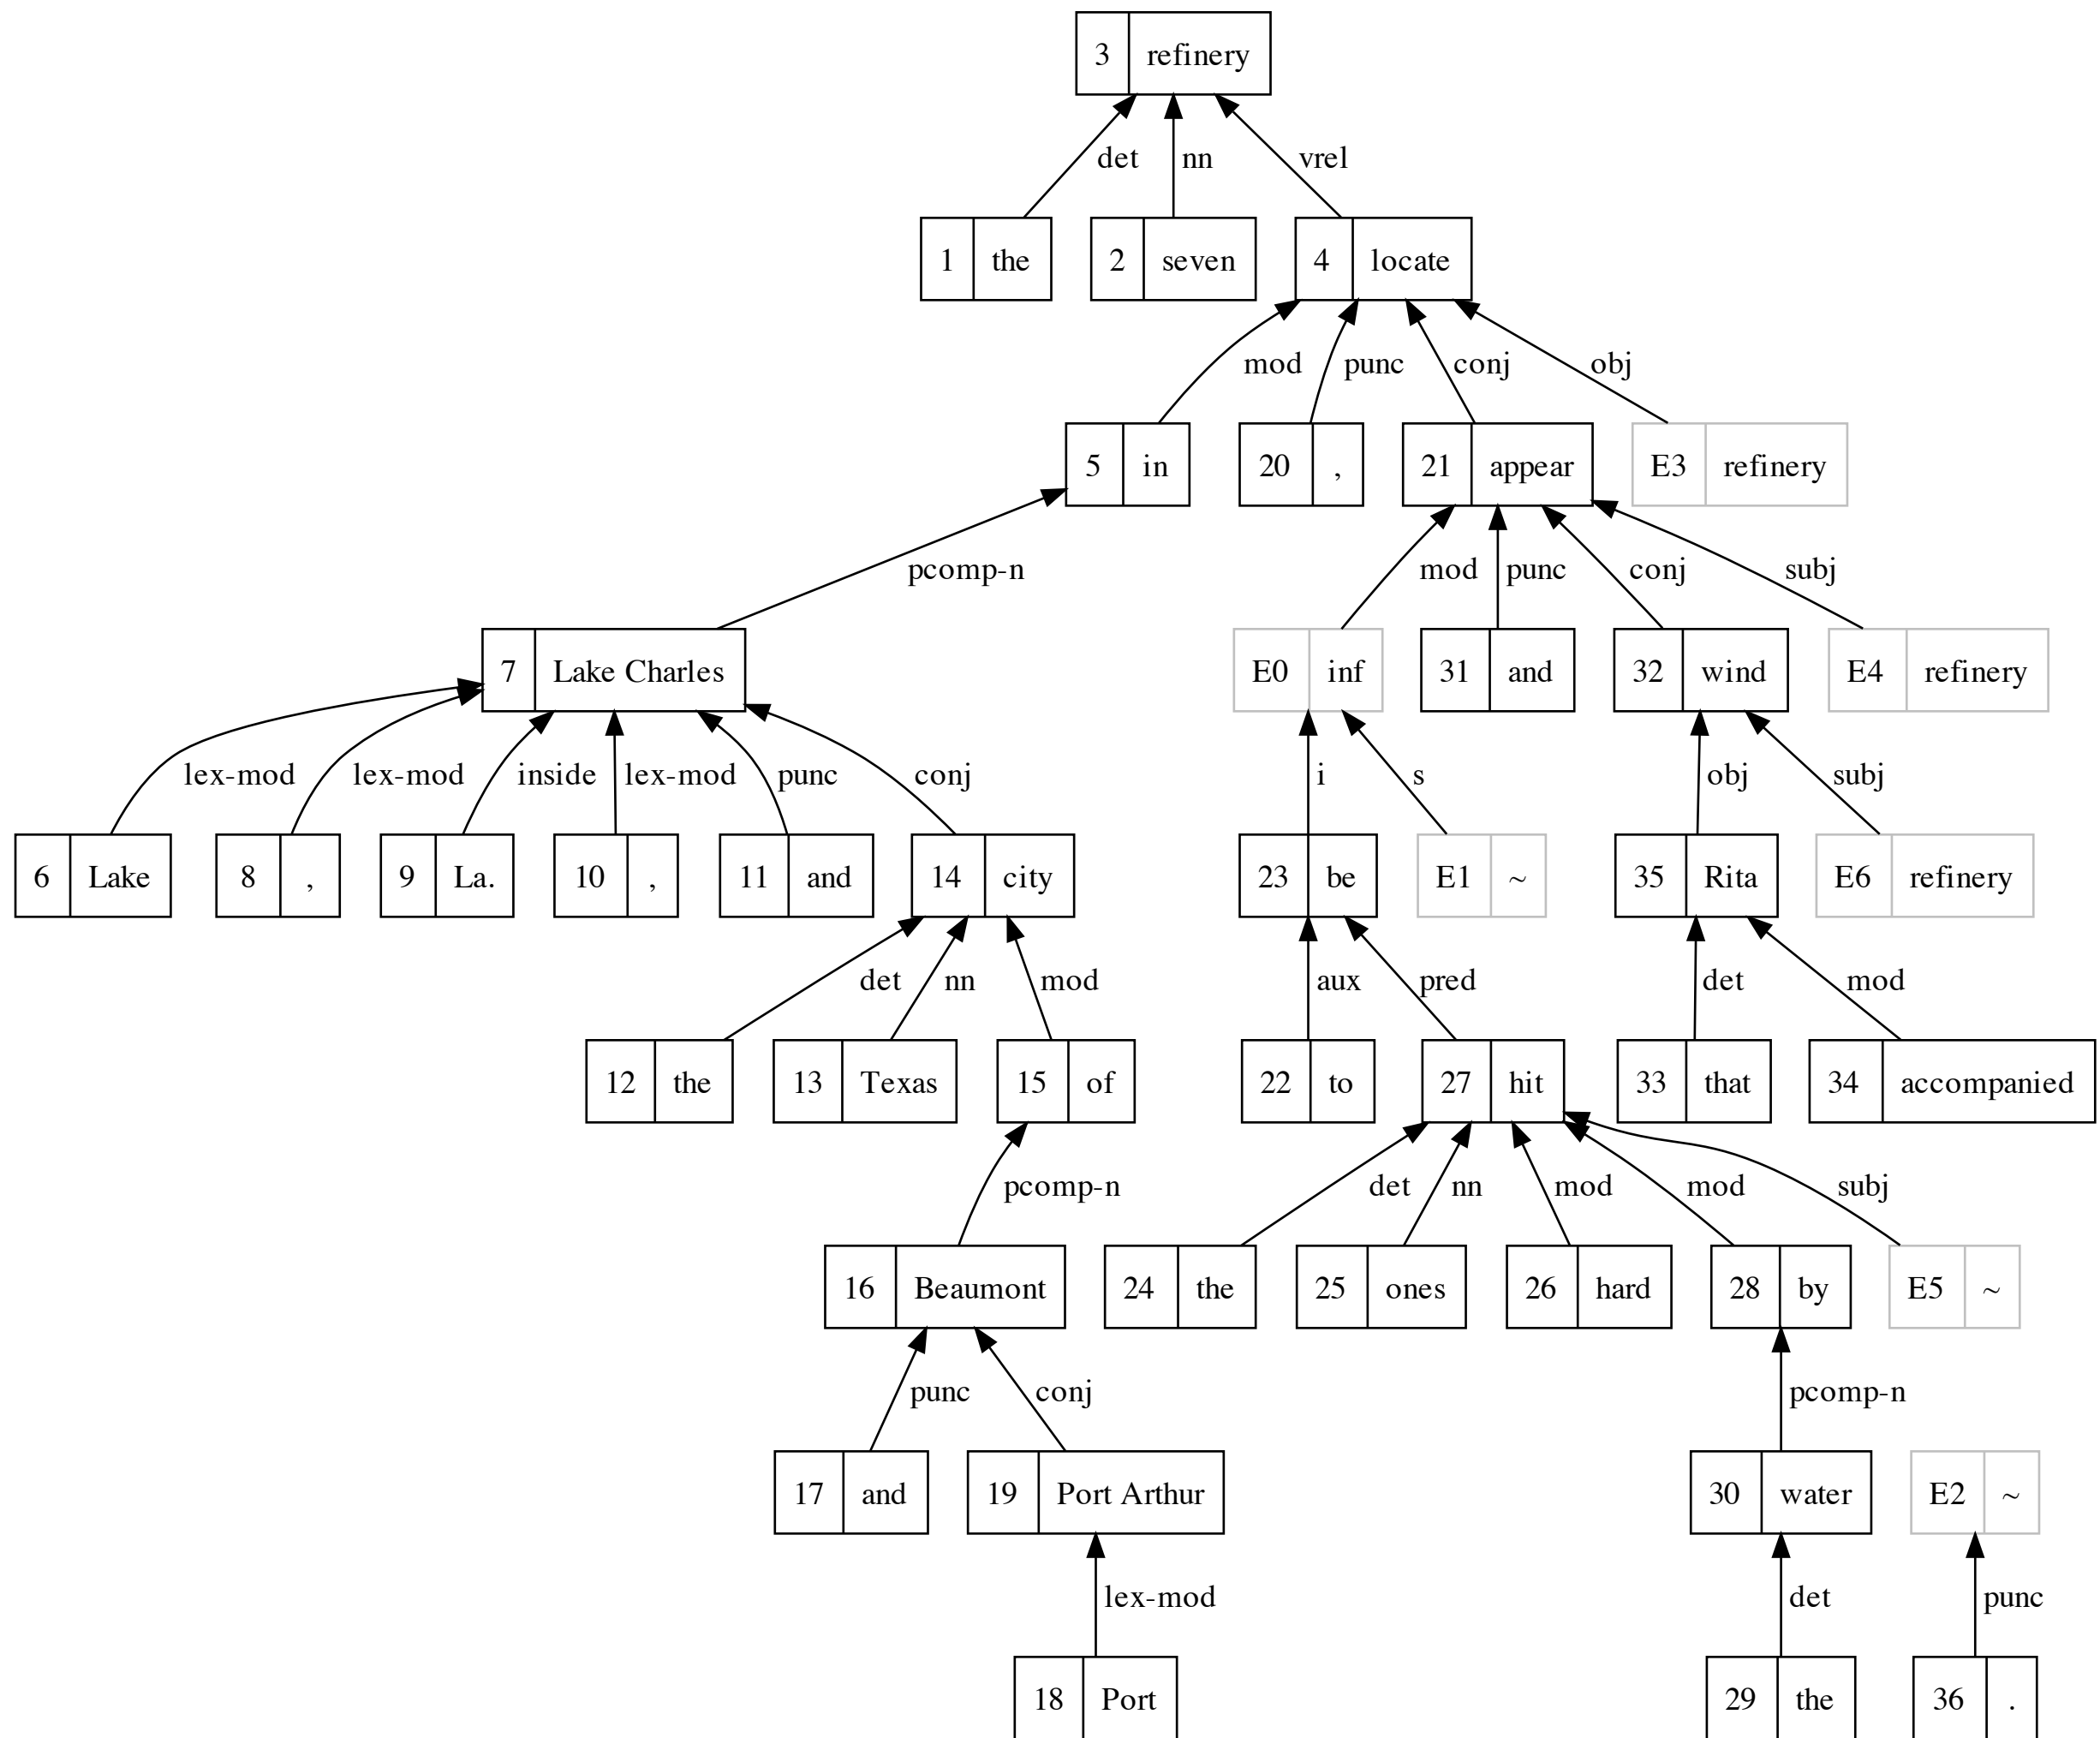 3 refinery
det nn vrel
1 the 2 seven 4 locate
mod punc conj obj
5 in 20 , 21 appear E3 refinery
pcomp-n mod punc conj subj
7 Lake Charles E0 inf 31 and 32 wind E4 refinery
lex-mod lex-mod inside lex-mod punc conj i s obj subj
6 Lake 8 , 9 La. 10 , 11 and 14 city 23 be E1 ~ 35 Rita E6 refinery
det nn mod aux pred det mod
12 the 13 Texas 15 of 22 to 27 hit 33 that 34 accompanied
pcomp-n det nn mod mod subj
16 Beaumont 24 the 25 ones 26 hard 28 by E5 ~
punc conj pcomp-n
17 and 19 Port Arthur 30 water E2 ~
lex-mod det punc
18 Port 29 the 36 .